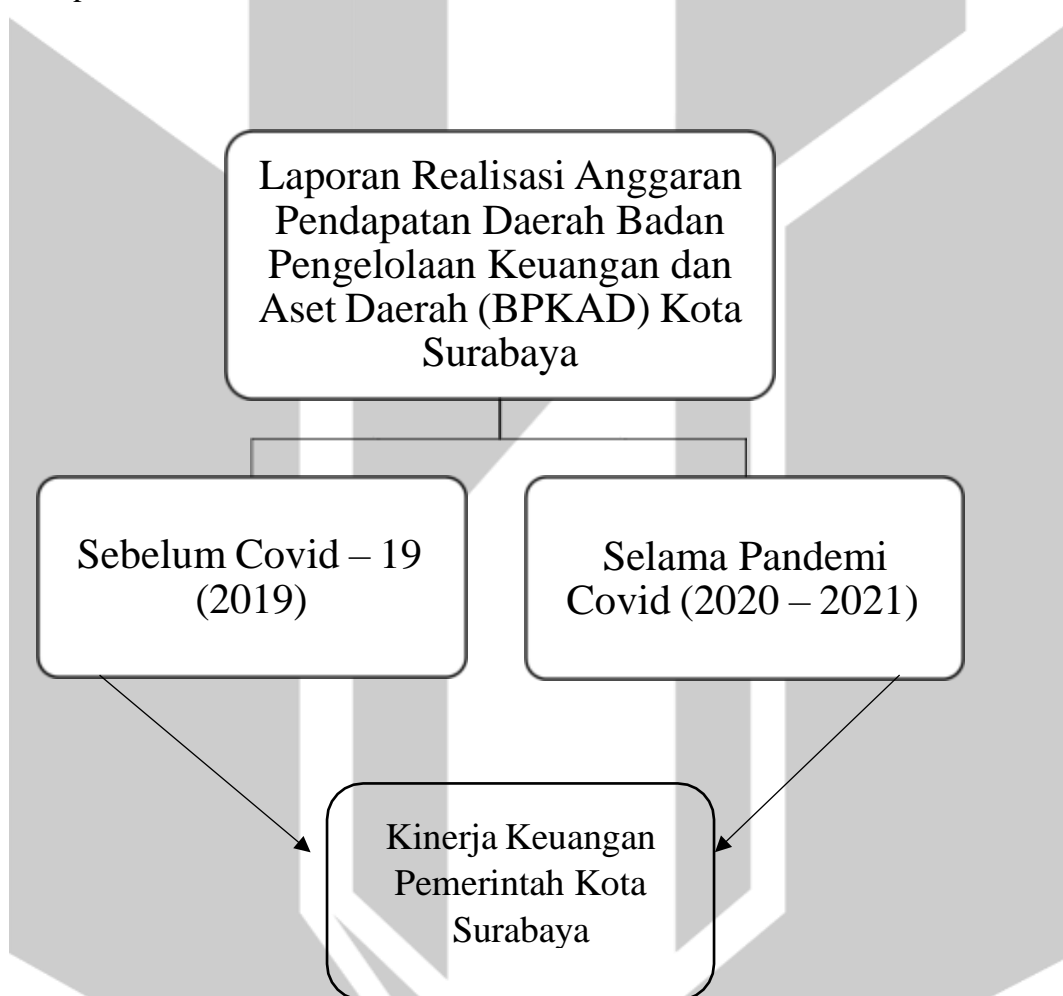 Laporan Realisasi Anggaran
Pendapatan Daerah Badan
Pengelolaan Keuangan dan
Aset Daerah (BPKAD) Kota
Surabaya
Sebelum Covid – 19
(2019)
Selama Pandemi
Covid (2020 – 2021)
Kinerja Keuangan
Pemerintah Kota
Surabaya